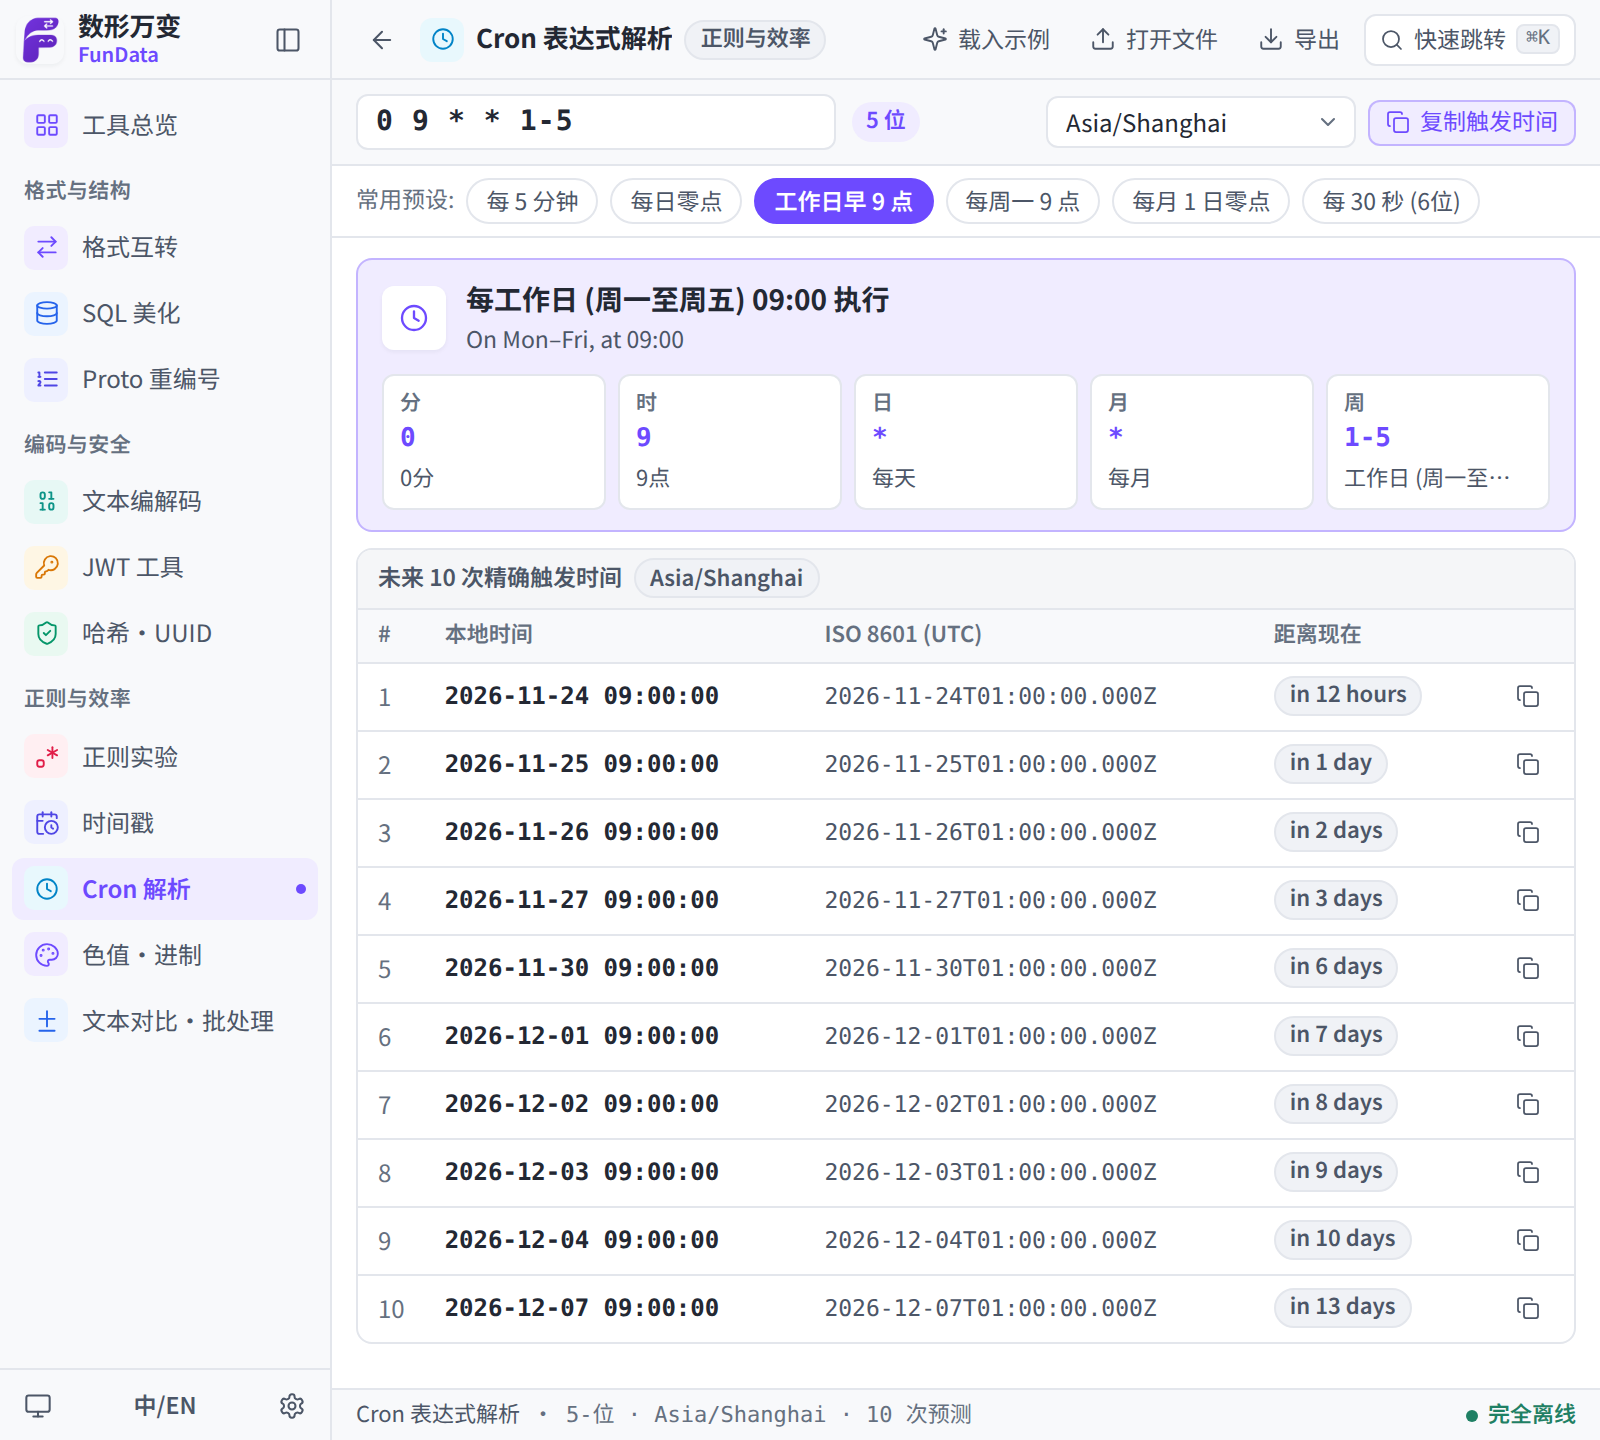 数形万变
FunData
工具总览
格式与结构
格式互转
SQL 美化
Proto 重编号
编码与安全
文本编解码
JWT 工具
哈希・UUID
正则与效率
正则实验
时间戳
Cron 解析
色值・进制
文本对比・批处理
中/EN
Cron 表达式解析 正则与效率 载入示例 打开文件 导出 快速跳转 ⌘K
0 9 * * 1-5 5 位 Asia/Shanghai 复制触发时间
常用预设: 每 5 分钟 每日零点 工作日早 9 点 每周一 9 点 每月 1 日零点 每 30 秒 (6位)
每工作日 (周一至周五) 09:00 执行
On Mon–Fri, at 09:00
分 时 日 月 周
0 9 * * 1-5
0分 9点 每天 每月 工作日 (周一至…
未来 10 次精确触发时间 Asia/Shanghai
# 本地时间 ISO 8601 (UTC) 距离现在
1 2026-11-24 09:00:00 2026-11-24T01:00:00.000Z in 12 hours
2 2026-11-25 09:00:00 2026-11-25T01:00:00.000Z in 1 day
3 2026-11-26 09:00:00 2026-11-26T01:00:00.000Z in 2 days
4 2026-11-27 09:00:00 2026-11-27T01:00:00.000Z in 3 days
5 2026-11-30 09:00:00 2026-11-30T01:00:00.000Z in 6 days
6 2026-12-01 09:00:00 2026-12-01T01:00:00.000Z in 7 days
7 2026-12-02 09:00:00 2026-12-02T01:00:00.000Z in 8 days
8 2026-12-03 09:00:00 2026-12-03T01:00:00.000Z in 9 days
9 2026-12-04 09:00:00 2026-12-04T01:00:00.000Z in 10 days
10 2026-12-07 09:00:00 2026-12-07T01:00:00.000Z in 13 days
Cron 表达式解析 · 5-位 · Asia/Shanghai · 10 次预测 完全离线